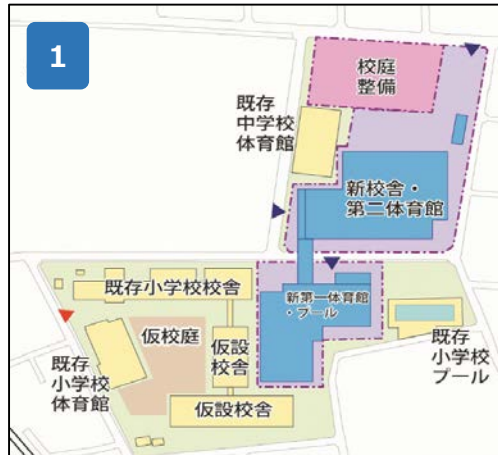 1
校庭
整備
既存
中学校
体育館
新校舎・
第二体育館
既存小学校校舎
新第一体育館
・プール
仮校庭
仮設
校舎
既存
小学校
体育館
既存
小学校
プール
仮設校舎